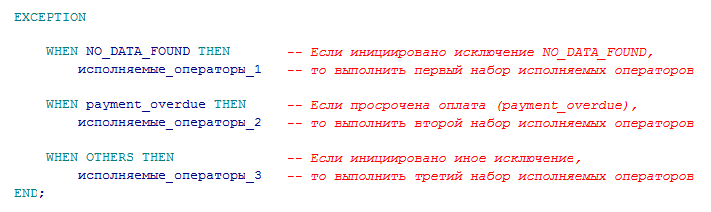 EXCEPTION
WHEN NO_DATA_FOUND THEN -- Если инициировано исключение NO_DATA_FOUND,
исполняемые_операторы_1 -- то выполнить первый набор исполняемых операторов
WHEN payment_overdue THEN -- Если просрочена оплата (payment_overdue),
исполняемые_операторы_2 -- то выполнить второй набор исполняемых операторов
WHEN OTHERS THEN -- Если инициировано иное исключение,
исполняемые_операторы_3 -- то выполнить третий набор исполняемых операторов
END;